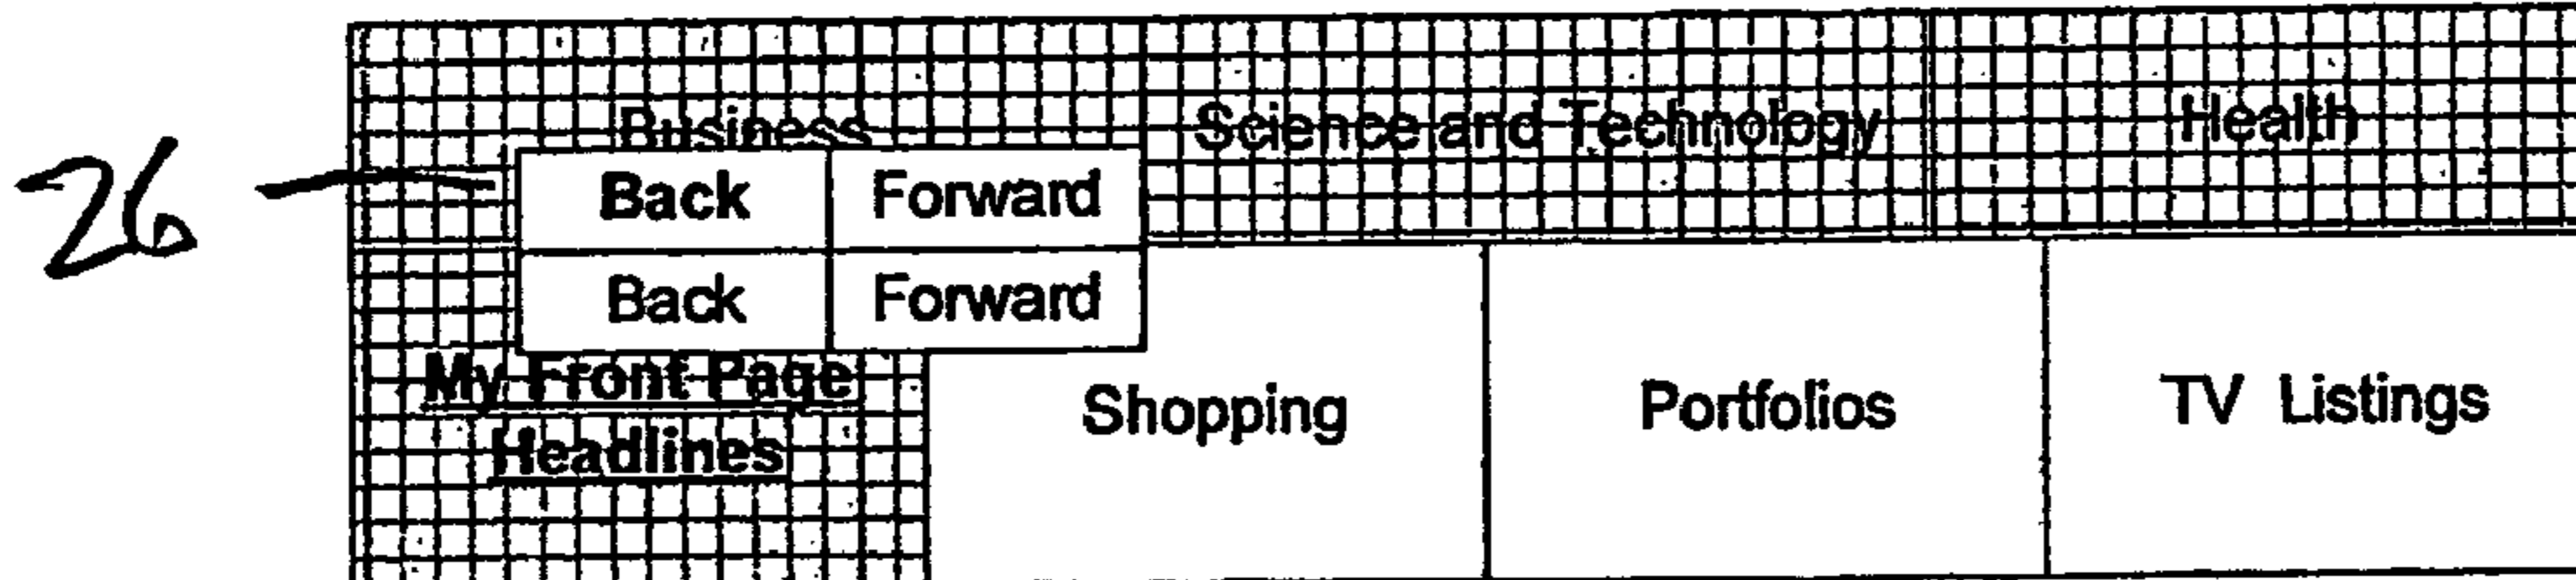 Business Science and Technology Health
26 Back Forward
Back Forward
My Front Page
Headlines
Shopping Portfolios TV Listings